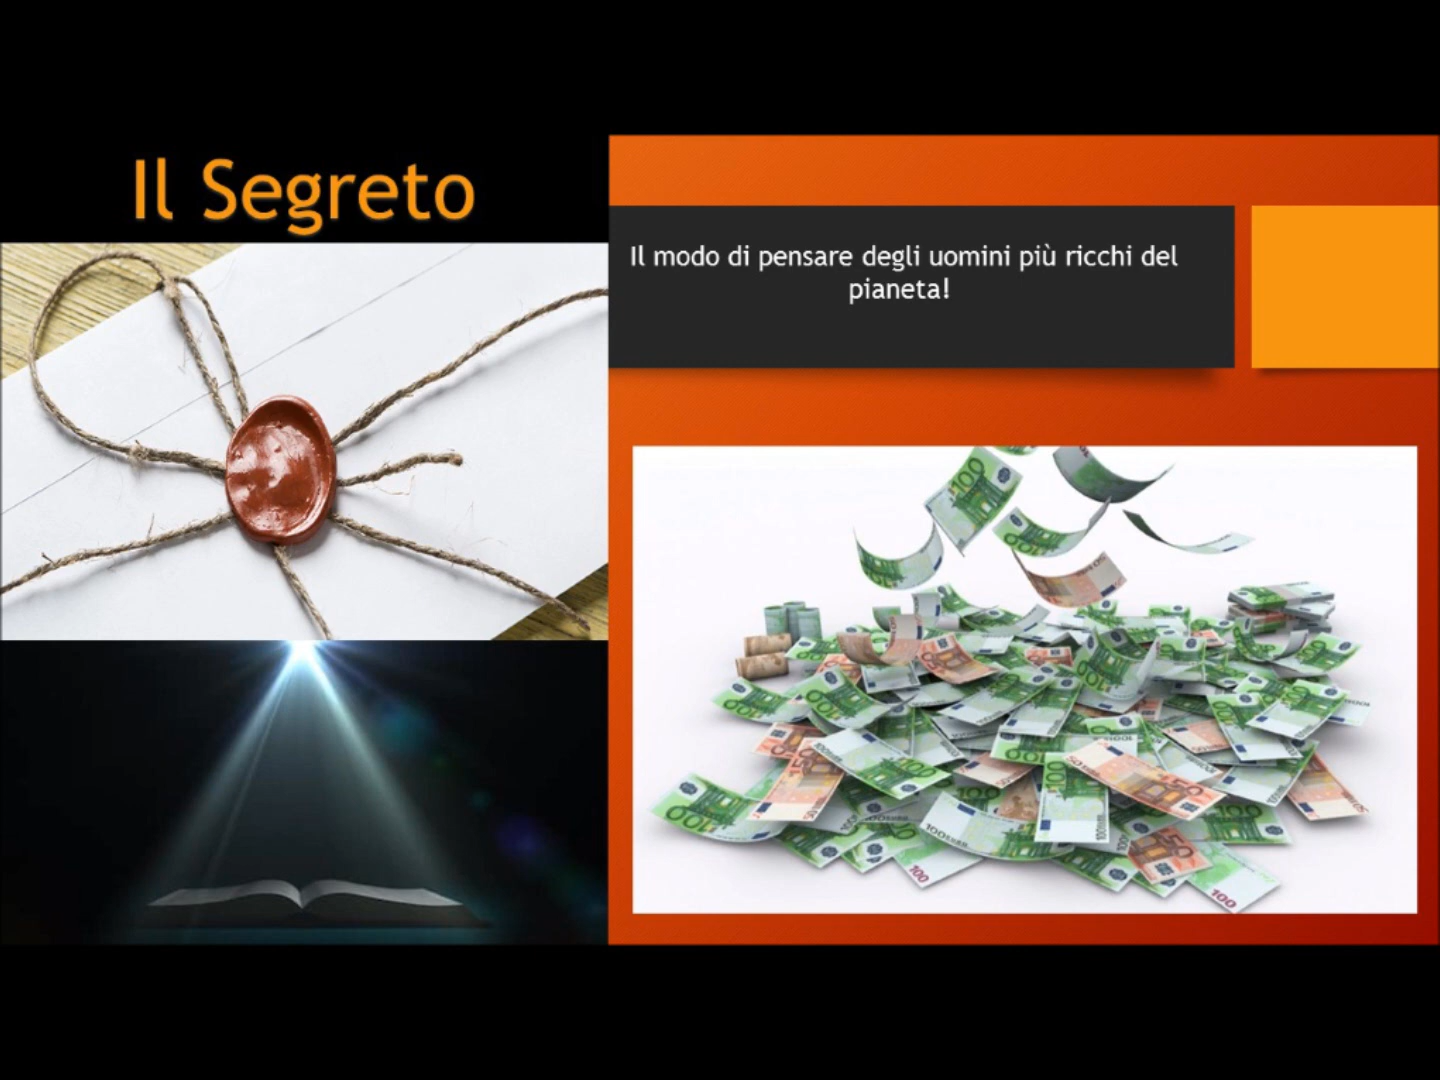 Il Segreto
Il modo di pensare degli uomini più ricchi del
pianeta!